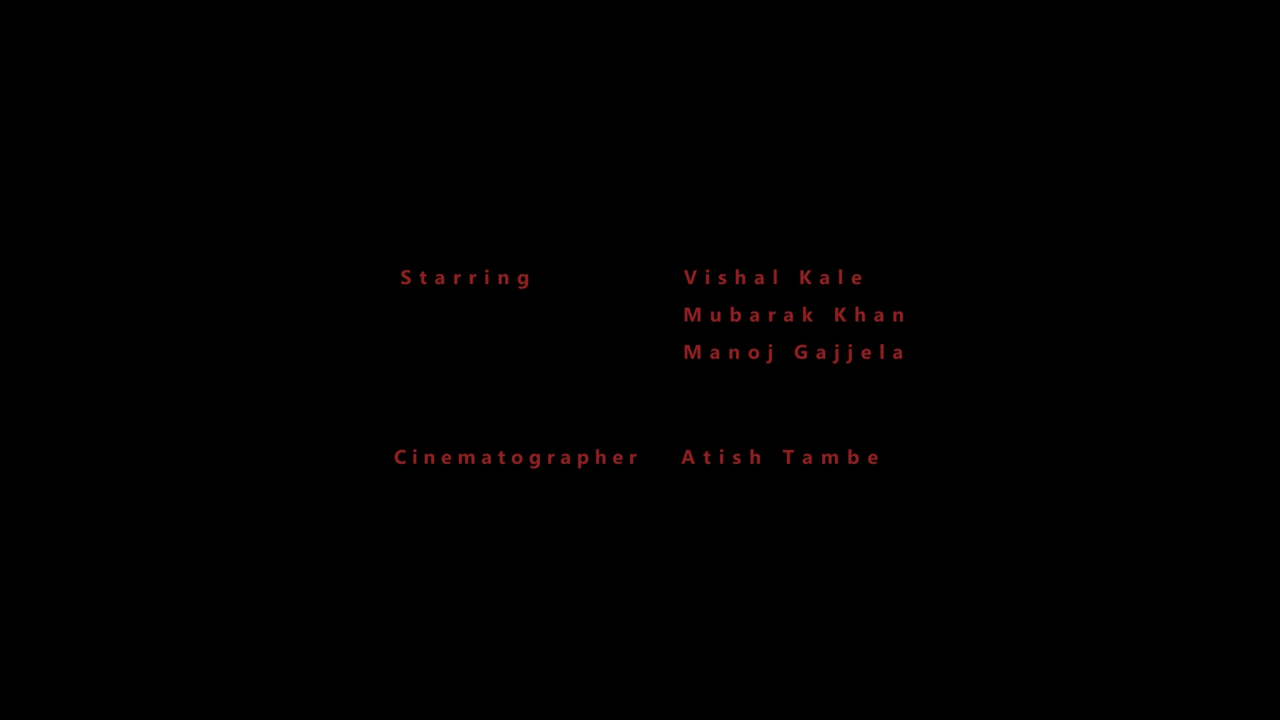 Starring Vishal Kale
Mubarak Khan
Manoj Gajjela
Cinematographer Atish Tambe